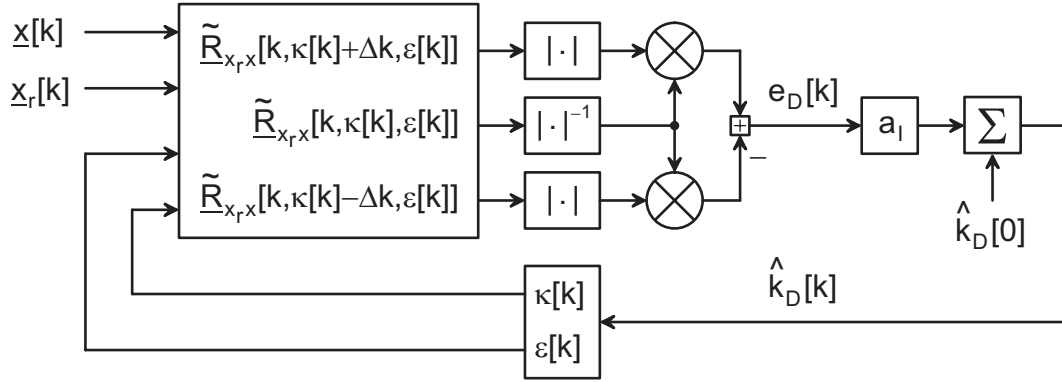 x[k]
x_r[k]
R̃_{x_r x}[k,κ[k]+Δk,ε[k]]
R̃_{x_r x}[k,κ[k],ε[k]]
R̃_{x_r x}[k,κ[k]−Δk,ε[k]]
|·|
|·|⁻¹
|·|
+
−
e_D[k]
a_I
Σ
k̂_D[0]
k̂_D[k]
κ[k]
ε[k]